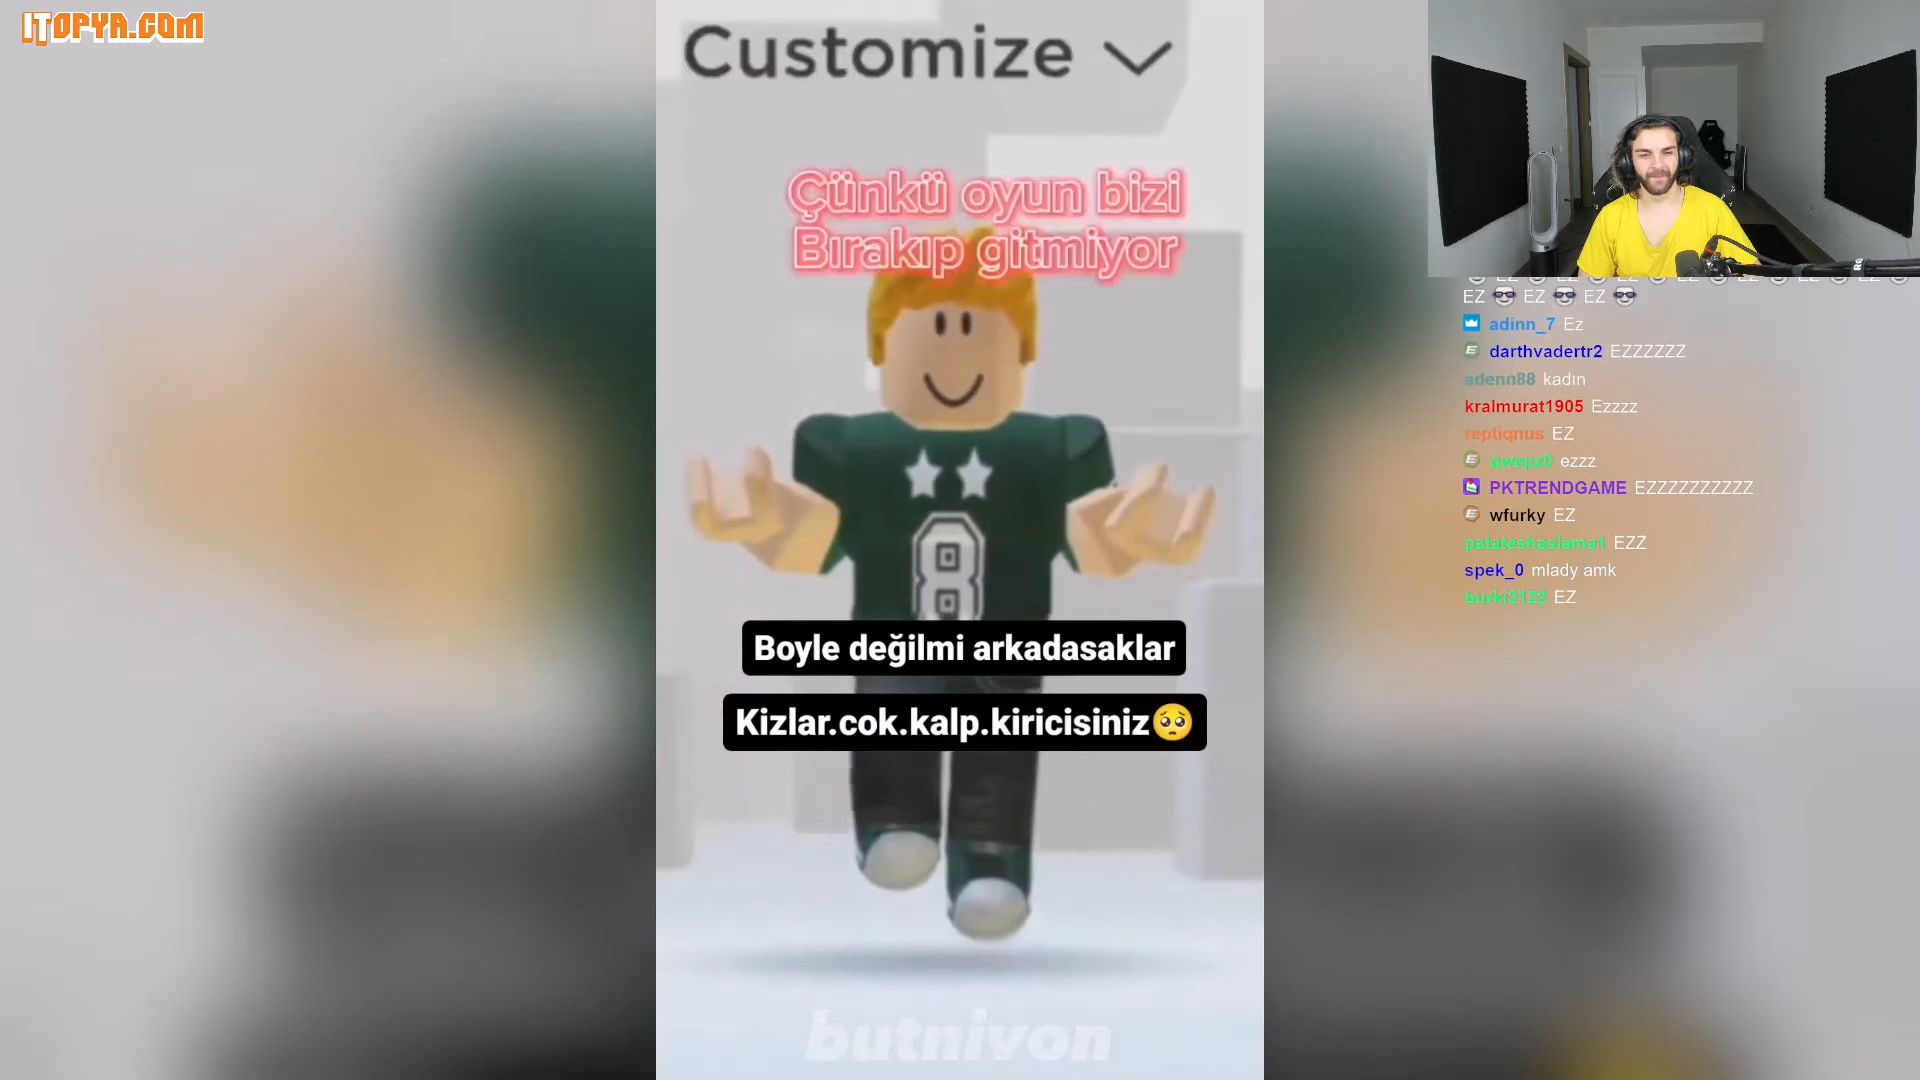 ITOPYA.COM
Customize
Çünkü oyun bizi
Bırakıp gitmiyor
8
Boyle değilmi arkadasaklar
Kizlar.cok.kalp.kiricisiniz🥺
butnivon
EZ EZ EZ
adinn_7 Ez
darthvadertr2 EZZZZZZ
adenn88 kadın
kralmurat1905 Ezzzz
reptiqnus EZ
qwepz0 ezzz
PKTRENDGAME EZZZZZZZZZZ
wfurky EZ
patateshaslama1 EZZ
spek_0 mlady amk
burki3122 EZ